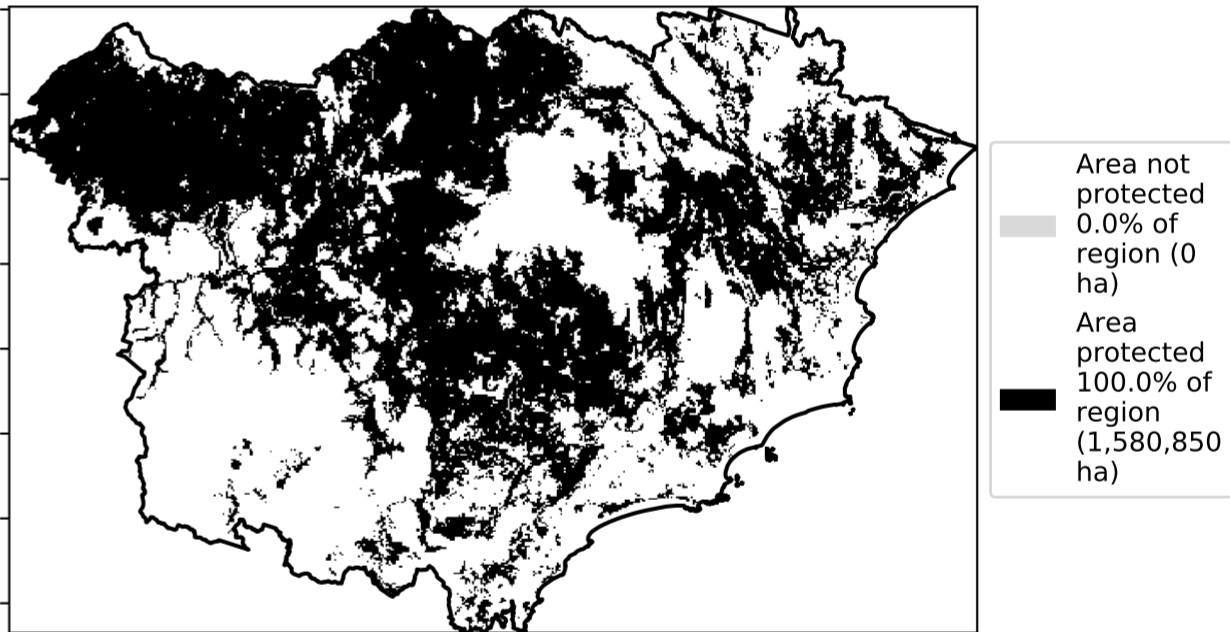 Area not
protected
0.0% of
region (0
ha)
Area
protected
100.0% of
region
(1,580,850
ha)